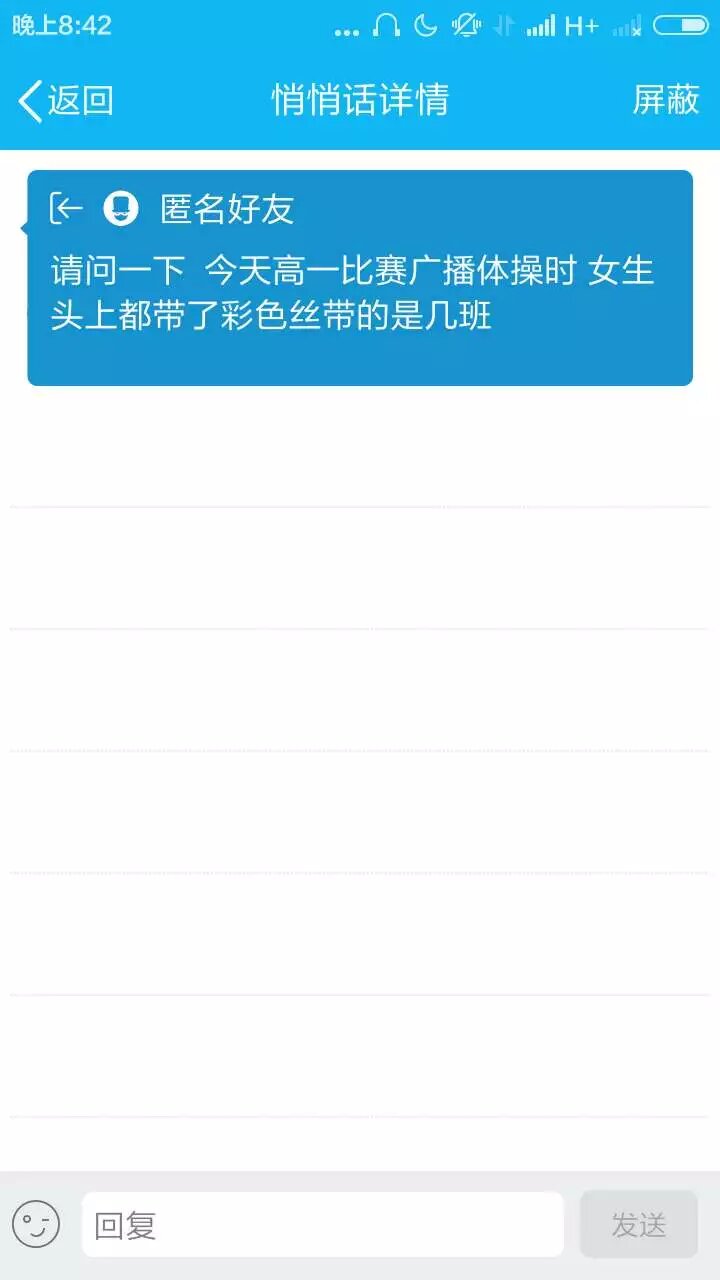 晚上8:42
H+
返回
悄悄话详情
屏蔽
匿名好友
请问一下 今天高一比赛广播体操时 女生
头上都带了彩色丝带的是几班
回复
发送